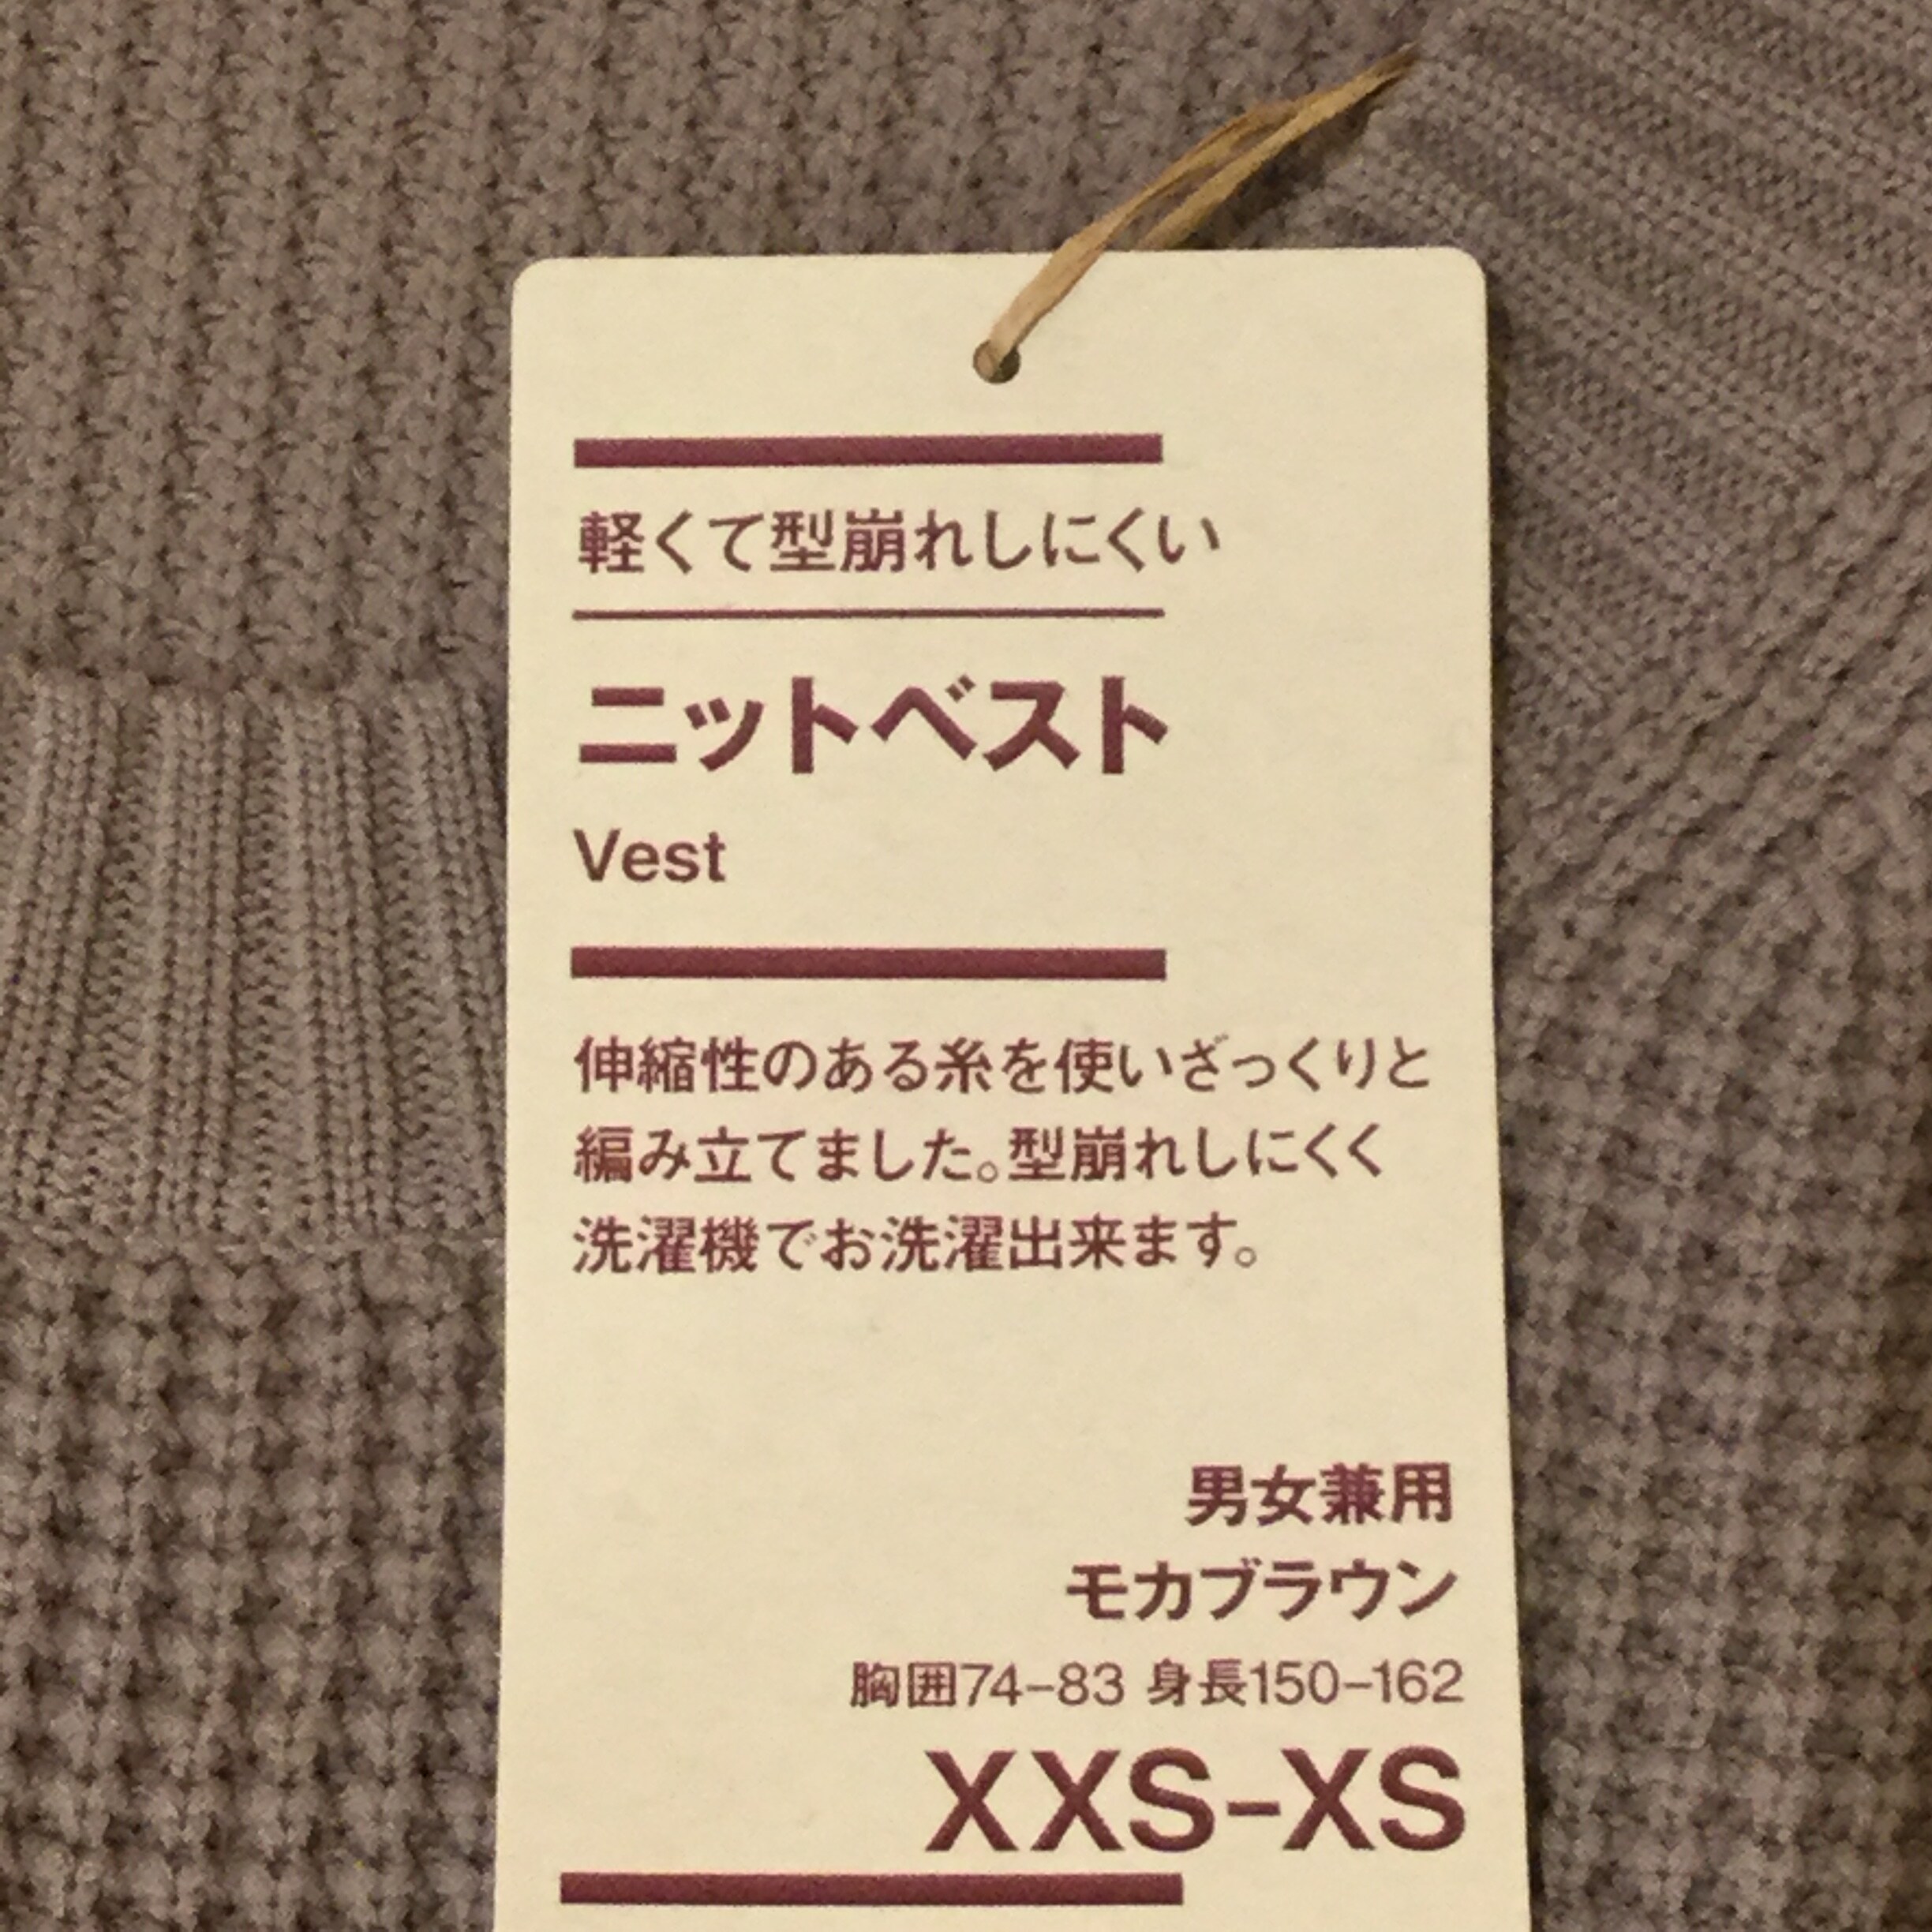 軽くて型崩れしにくい
ニットベスト
Vest
伸縮性のある糸を使いざっくりと
編み立てました。型崩れしにくく
洗濯機でお洗濯出来ます。
男女兼用
モカブラウン
胸囲74-83 身長150-162
XXS-XS